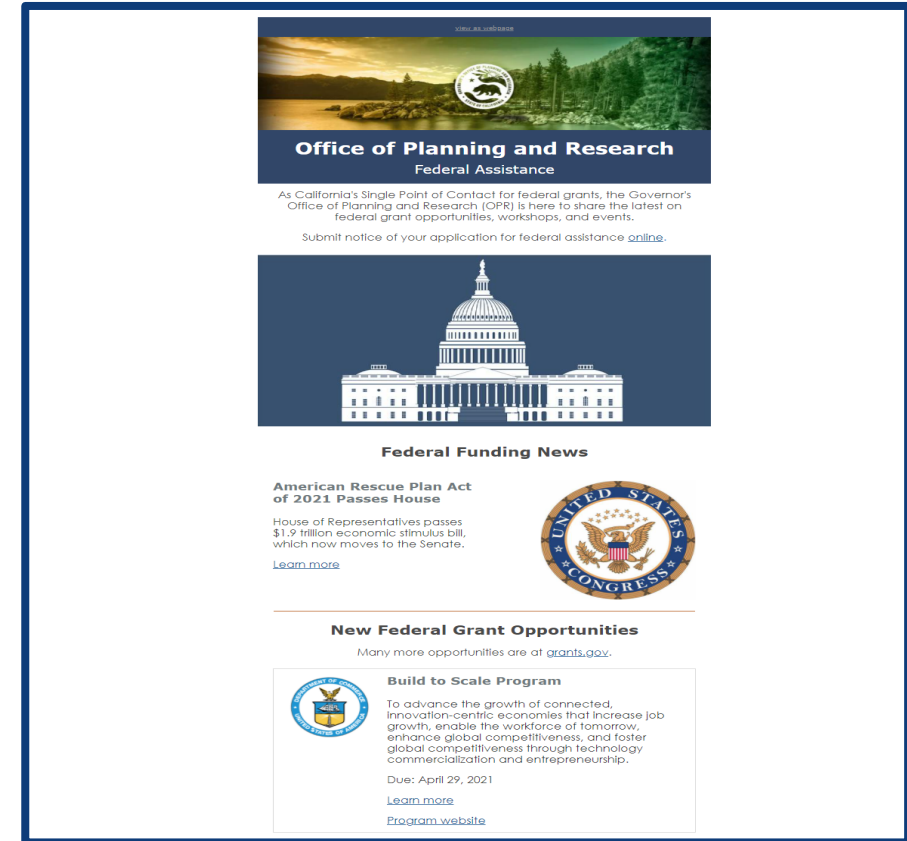 view as webpage
Office of Planning and Research
Federal Assistance
As California's Single Point of Contact for federal grants, the Governor's
Office of Planning and Research (OPR) is here to share the latest on
federal grant opportunities, workshops, and events.
Submit notice of your application for federal assistance online.
Federal Funding News
American Rescue Plan Act
of 2021 Passes House
House of Representatives passes
$1.9 trillion economic stimulus bill,
which now moves to the Senate.
Learn more
UNITED STATES
CONGRESS
New Federal Grant Opportunities
Many more opportunities are at grants.gov.
DEPARTMENT OF COMMERCE
UNITED STATES OF AMERICA
Build to Scale Program
To advance the growth of connected,
innovation-centric economies that increase job
growth, enable the workforce of tomorrow,
enhance global competitiveness, and foster
global competitiveness through technology
commercialization and entrepreneurship.
Due: April 29, 2021
Learn more
Program website